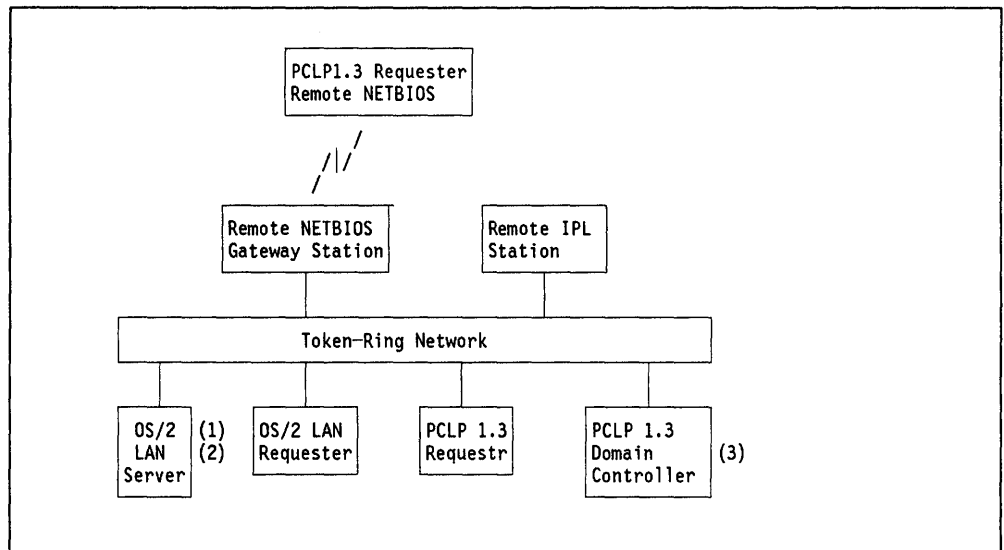 PCLP1.3 Requester
Remote NETBIOS
Remote NETBIOS
Gateway Station
Remote IPL
Station
Token-Ring Network
OS/2 (1)
LAN (2)
Server
OS/2 LAN
Requester
PCLP 1.3
Requestr
PCLP 1.3
Domain (3)
Controller